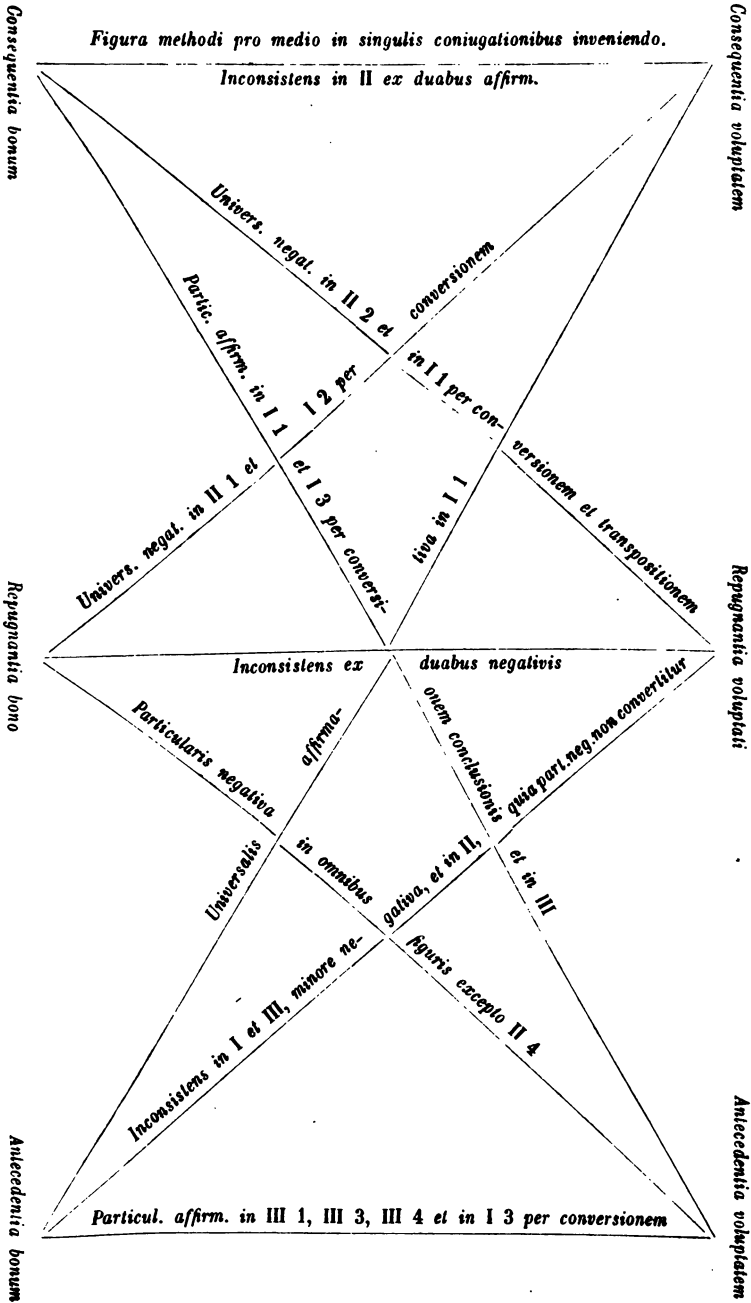 Figura methodi pro medio in singulis coniugationibus inveniendo.
Inconsistens in II ex duabus affirm.
Consequentia bonum
Consequentia voluptatem
Univers. negat. in II 2 et in I 1 per con-
versionem et transpositionem
Partic. affirm. in I 1 et I 3 per conversi-
onem conclusionis et in III
Univers. negat. in II 1 et I 2 per conversionem
Universalis affirma-
tiva in I 1
Repugnantia bono
Repugnantia voluptati
Inconsistens ex duabus negativis
Particularis negativa in omnibus figuris excepto II 4
Inconsistens in I et III, minore ne-
gativa, et in II, quia part. neg. non convertitur
Antecedentia bonum
Antecedentia voluptatem
Particul. affirm. in III 1, III 3, III 4 et in I 3 per conversionem